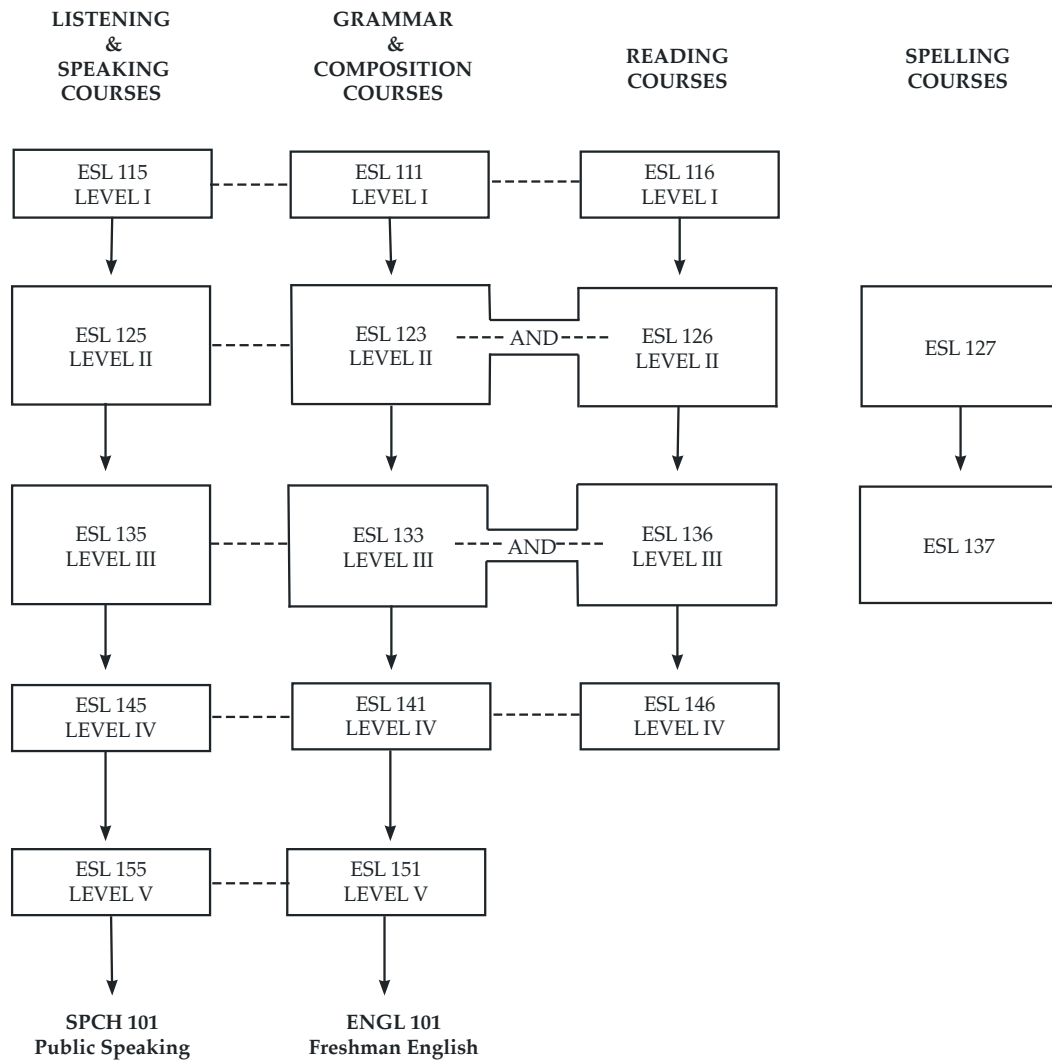 LISTENING
&
SPEAKING
COURSES
GRAMMAR
&
COMPOSITION
COURSES
READING
COURSES
SPELLING
COURSES
ESL 115
LEVEL I
ESL 111
LEVEL I
ESL 116
LEVEL I
ESL 125
LEVEL II
ESL 123
LEVEL II
AND
ESL 126
LEVEL II
ESL 127
ESL 135
LEVEL III
ESL 133
LEVEL III
AND
ESL 136
LEVEL III
ESL 137
ESL 145
LEVEL IV
ESL 141
LEVEL IV
ESL 146
LEVEL IV
ESL 155
LEVEL V
ESL 151
LEVEL V
SPCH 101
Public Speaking
ENGL 101
Freshman English